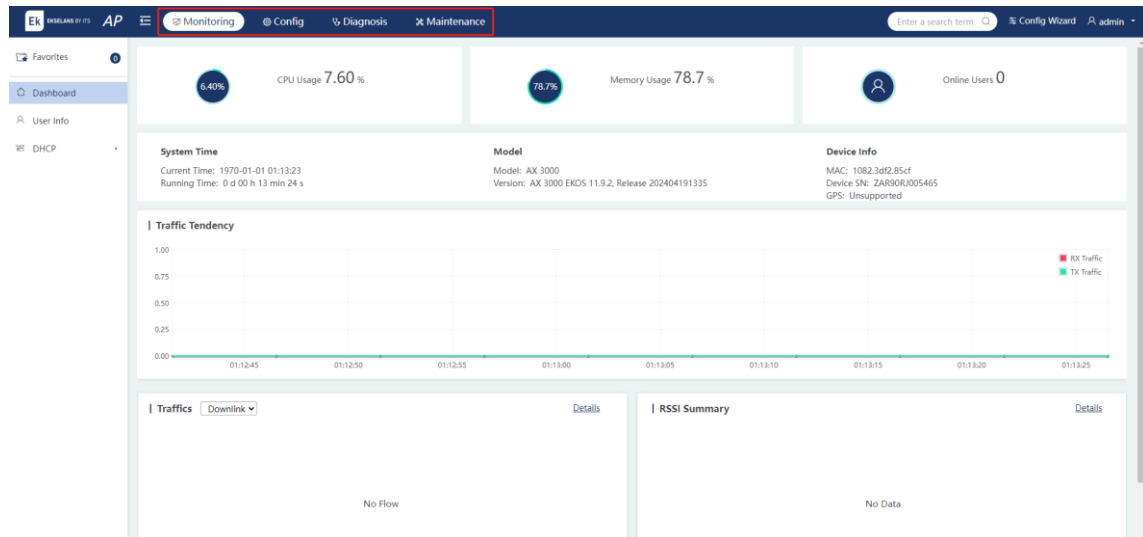 Ek EKSELANS BY ITS AP Monitoring Config Diagnosis Maintenance Enter a search term Config Wizard admin
Favorites 0
Dashboard
User Info
DHCP
6.40% CPU Usage 7.60 %
78.7% Memory Usage 78.7 %
Online Users 0
System Time
Current Time: 1970-01-01 01:13:23
Running Time: 0 d 00 h 13 min 24 s
Model
Model: AX 3000
Version: AX 3000 EKOS 11.9.2, Release 202404191335
Device Info
MAC: 1082.3df2.85cf
Device SN: ZAR90RJ005465
GPS: Unsupported
Traffic Tendency
1.00
0.75
0.50
0.25
0.00
RX Traffic
TX Traffic
01:12:45 01:12:50 01:12:55 01:13:00 01:13:05 01:13:10 01:13:15 01:13:20 01:13:25
Traffics Downlink Details
No Flow
RSSI Summary Details
No Data